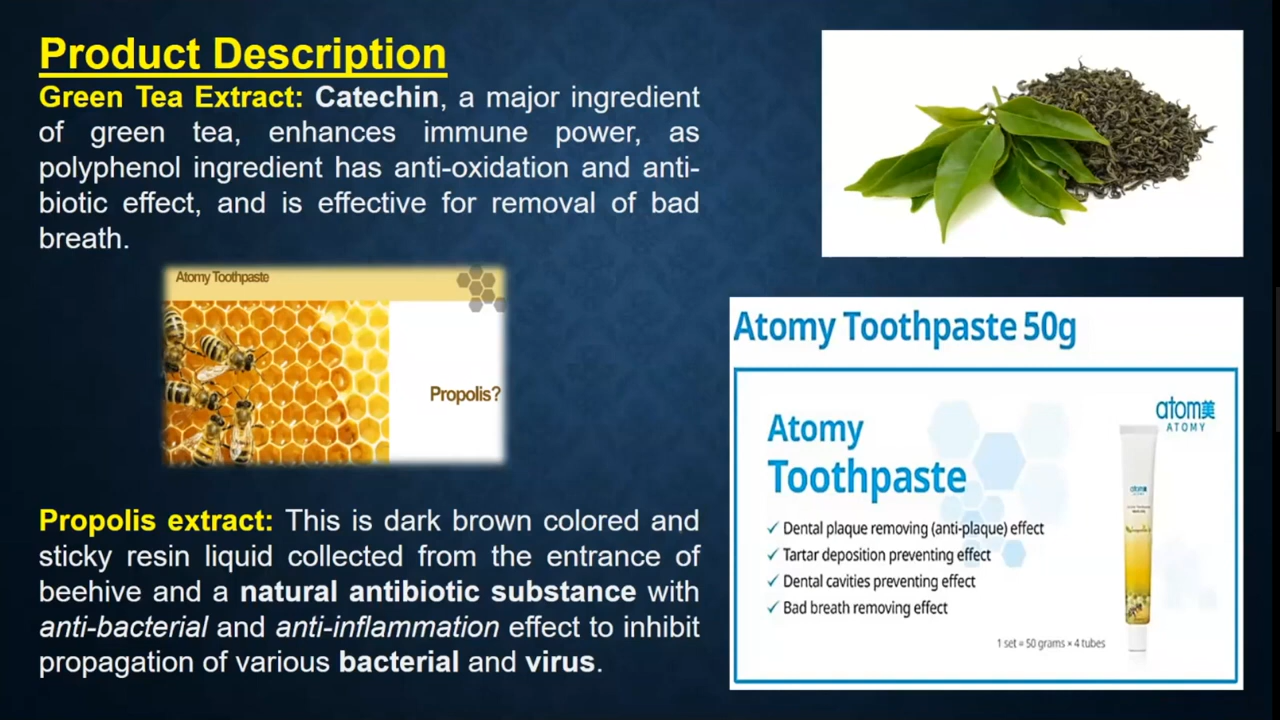 Product Description
Green Tea Extract: Catechin, a major ingredient
of green tea, enhances immune power, as
polyphenol ingredient has anti-oxidation and anti-
biotic effect, and is effective for removal of bad
breath.
Atomy Toothpaste
Propolis?
Propolis extract: This is dark brown colored and
sticky resin liquid collected from the entrance of
beehive and a natural antibiotic substance with
anti-bacterial and anti-inflammation effect to inhibit
propagation of various bacterial and virus.
Atomy Toothpaste 50g
Atomy
Toothpaste
atom美
ATOMY
✓ Dental plaque removing (anti-plaque) effect
✓ Tartar deposition preventing effect
✓ Dental cavities preventing effect
✓ Bad breath removing effect
1 set = 50 grams × 4 tubes
atom美